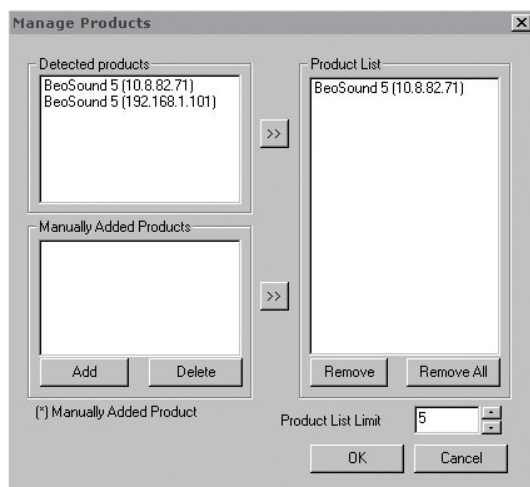 Manage Products
Detected products
BeoSound 5 (10.8.82.71)
BeoSound 5 (192.168.1.101)
>>
Manually Added Products
>>
Add
Delete
(*) Manually Added Product
Product List
BeoSound 5 (10.8.82.71)
Remove
Remove All
Product List Limit
5
OK
Cancel